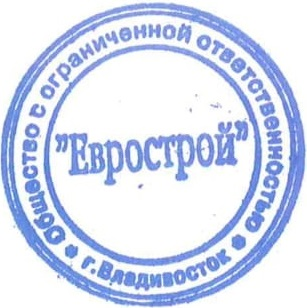 Общество с ограниченной ответственностью
"Еврострой"
г.Владивосток